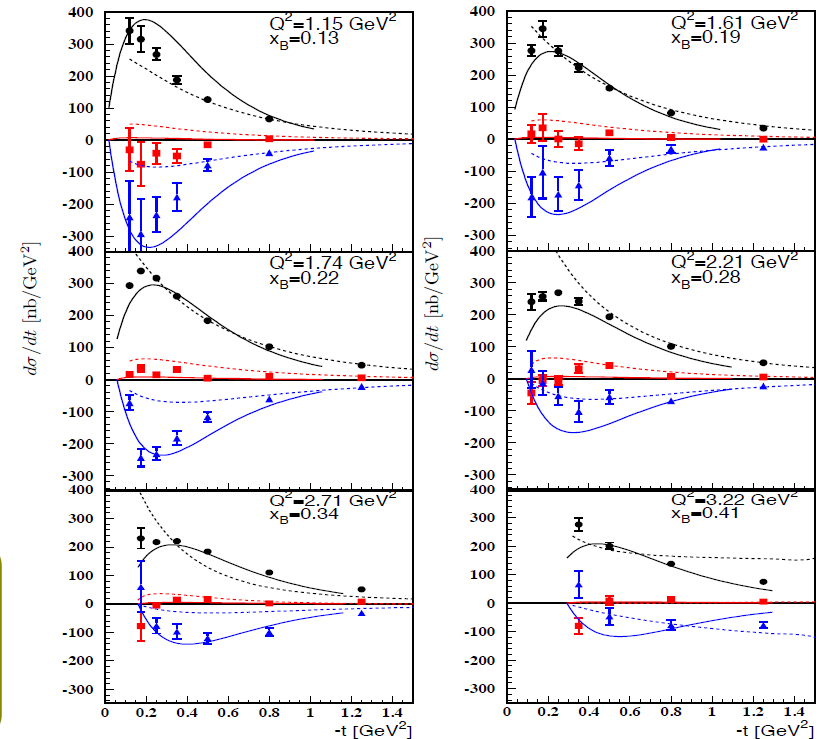 400
300
200
100
0
-100
-200
-300
Q²=1.15 GeV²
x_B=0.13
400
300
200
100
0
-100
-200
-300
Q²=1.61 GeV²
x_B=0.19
dσ/dt [nb/GeV²]
400
300
200
100
0
-100
-200
-300
Q²=1.74 GeV²
x_B=0.22
dσ/dt [nb/GeV²]
400
300
200
100
0
-100
-200
-300
Q²=2.21 GeV²
x_B=0.28
400
300
200
100
0
-100
-200
-300
Q²=2.71 GeV²
x_B=0.34
0 0.2 0.4 0.6 0.8 1 1.2 1.4
-t [GeV²]
400
300
200
100
0
-100
-200
-300
Q²=3.22 GeV²
x_B=0.41
0 0.2 0.4 0.6 0.8 1 1.2 1.4
-t [GeV²]